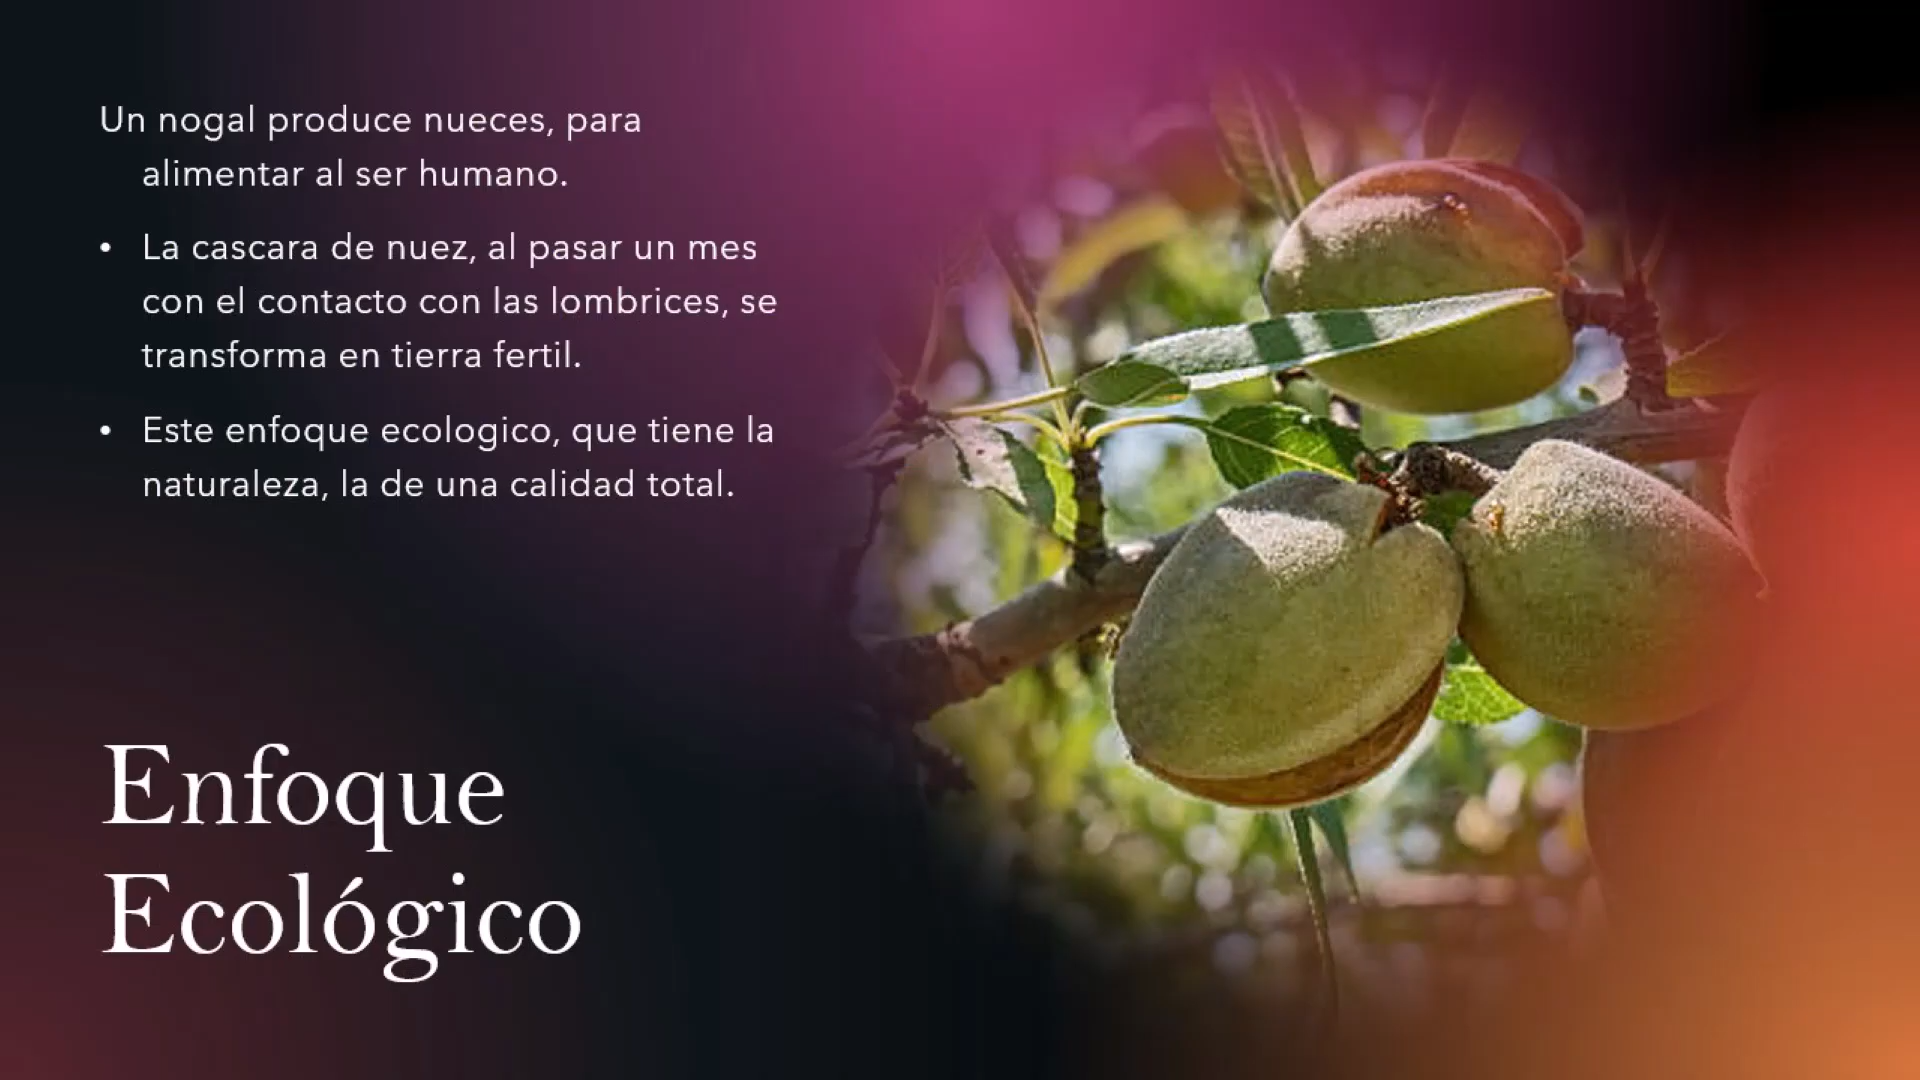 Un nogal produce nueces, para
alimentar al ser humano.
• La cascara de nuez, al pasar un mes
con el contacto con las lombrices, se
transforma en tierra fertil.
• Este enfoque ecologico, que tiene la
naturaleza, la de una calidad total.
Enfoque
Ecológico